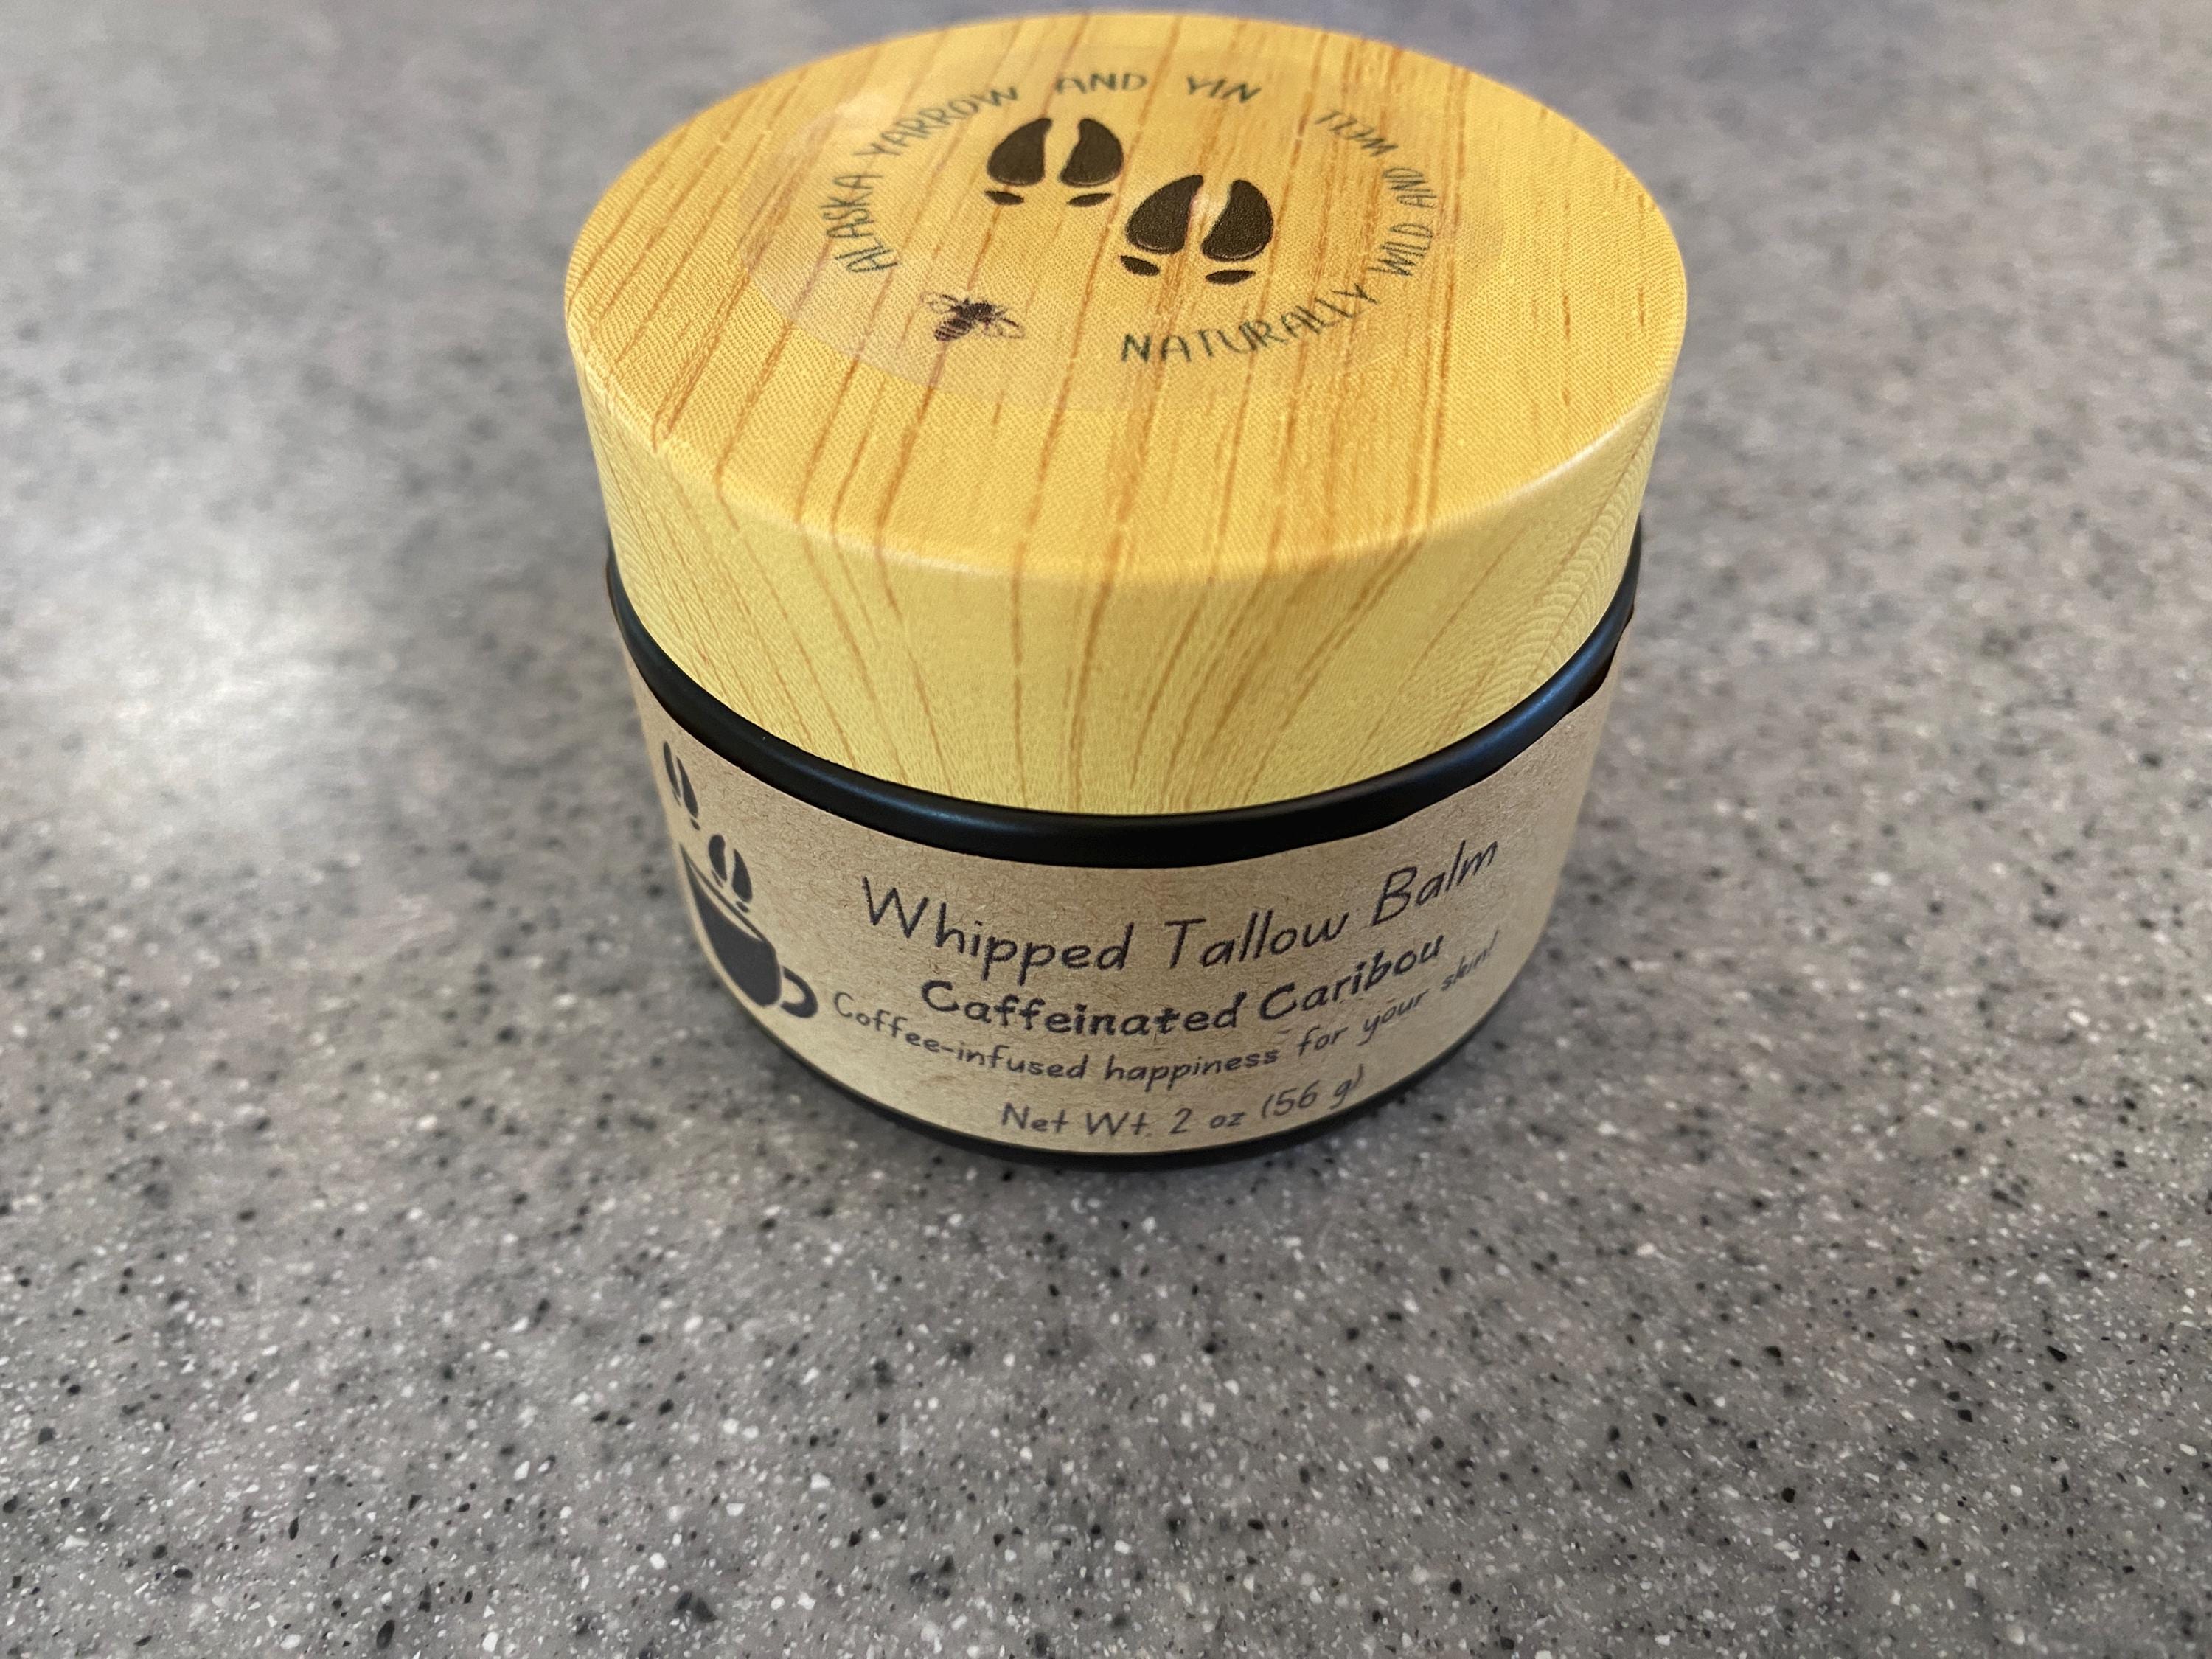 ALASKA YARROW AND YIN
NATURALLY WILD AND WELL
Whipped Tallow Balm
Caffeinated Caribou
Coffee-infused happiness for your skin!
Net Wt. 2 oz (56 g)